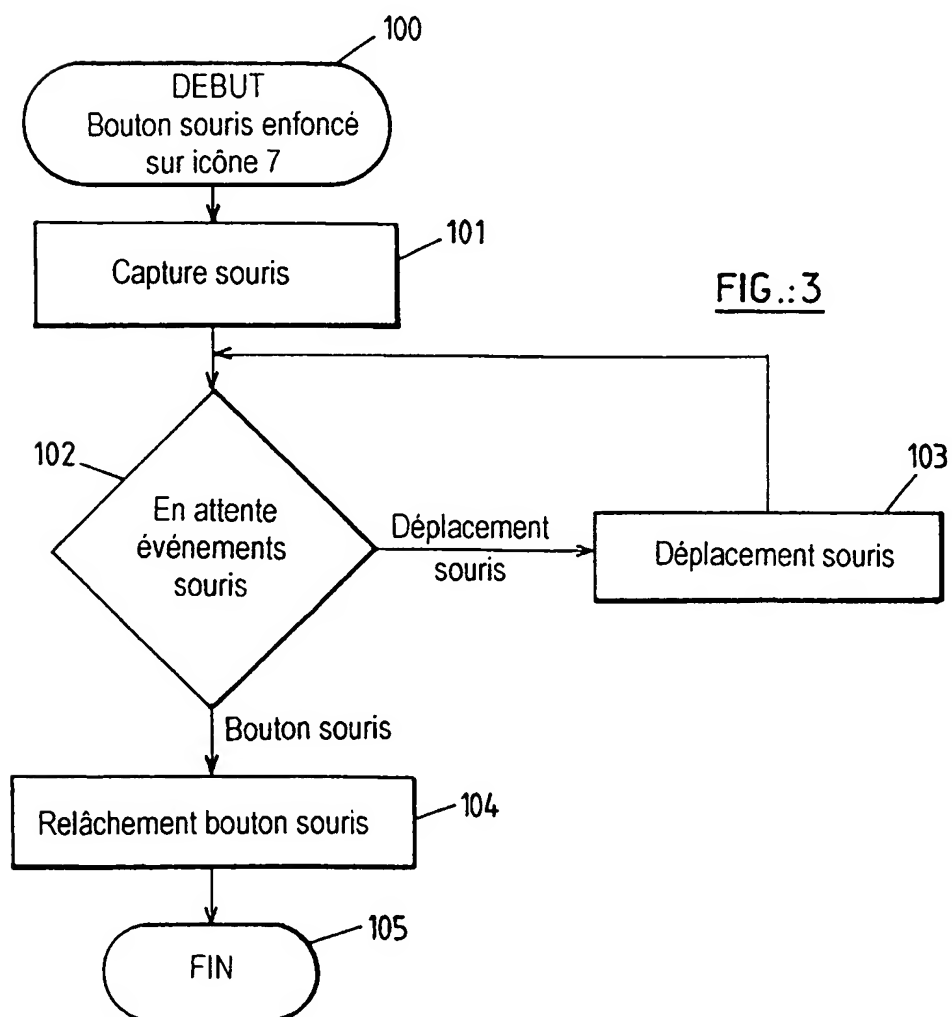 100
DEBUT
Bouton souris enfoncé
sur icône 7
101
Capture souris
FIG.:3
102
En attente
événements
souris
Déplacement
souris
103
Déplacement souris
Bouton souris
Relâchement bouton souris
104
105
FIN